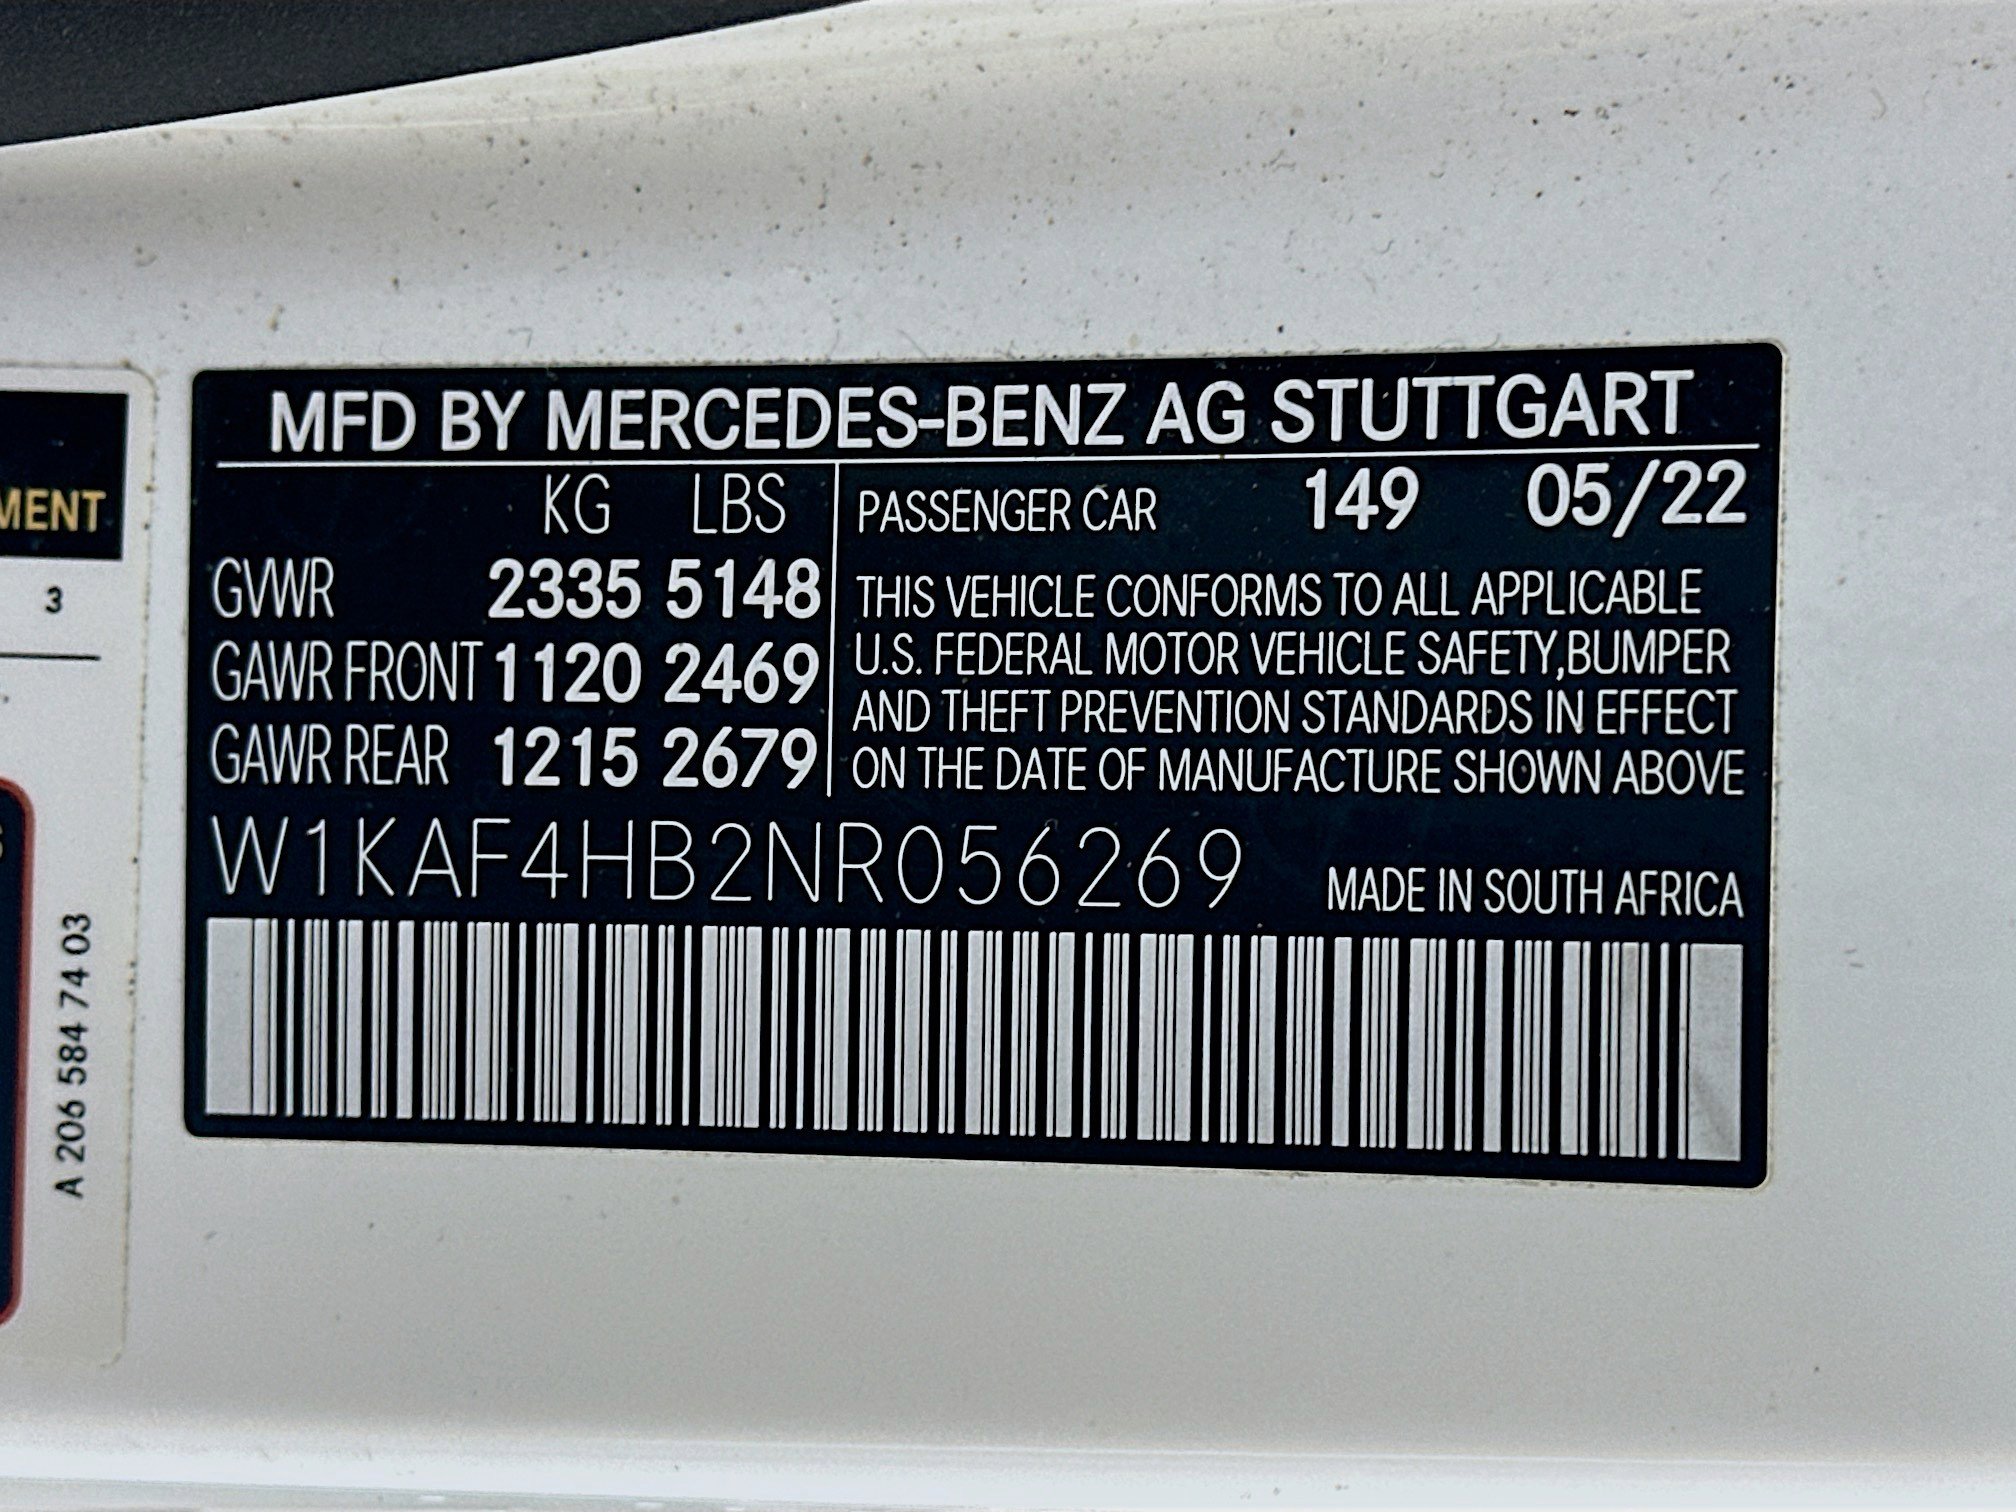 MFD BY MERCEDES-BENZ AG STUTTGART
KG LBS
GVWR 2335 5148
GAWR FRONT 1120 2469
GAWR REAR 1215 2679
PASSENGER CAR 149 05/22
THIS VEHICLE CONFORMS TO ALL APPLICABLE
U.S. FEDERAL MOTOR VEHICLE SAFETY,BUMPER
AND THEFT PREVENTION STANDARDS IN EFFECT
ON THE DATE OF MANUFACTURE SHOWN ABOVE
W1KAF4HB2NR056269
MADE IN SOUTH AFRICA
MENT
3
A 206 584 74 03